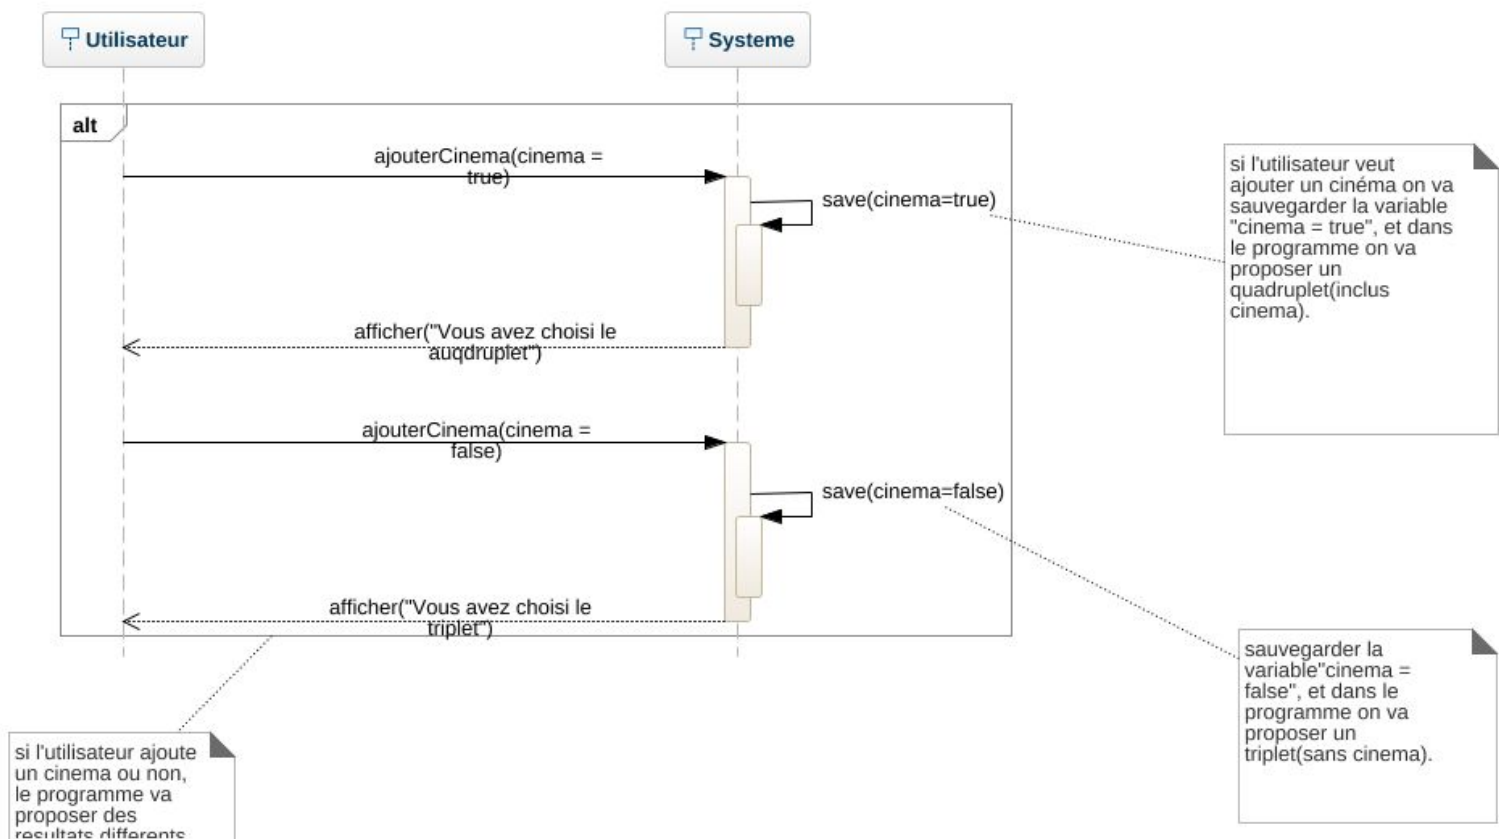 Utilisateur
Systeme
alt
ajouterCinema(cinema =
true)
save(cinema=true)
si l'utilisateur veut
ajouter un cinéma on va
sauvegarder la variable
"cinema = true", et dans
le programme on va
proposer un
quadruplet(inclus
cinema).
afficher("Vous avez choisi le
auqdruplet")
ajouterCinema(cinema =
false)
save(cinema=false)
afficher("Vous avez choisi le
triplet")
sauvegarder la
variable"cinema =
false", et dans le
programme on va
proposer un
triplet(sans cinema).
si l'utilisateur ajoute
un cinema ou non,
le programme va
proposer des
resultats differents